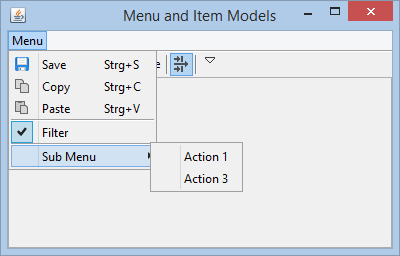 Menu and Item Models
Menu
Save Strg+S
Copy Strg+C
Paste Strg+V
Filter
Sub Menu
Action 1
Action 3